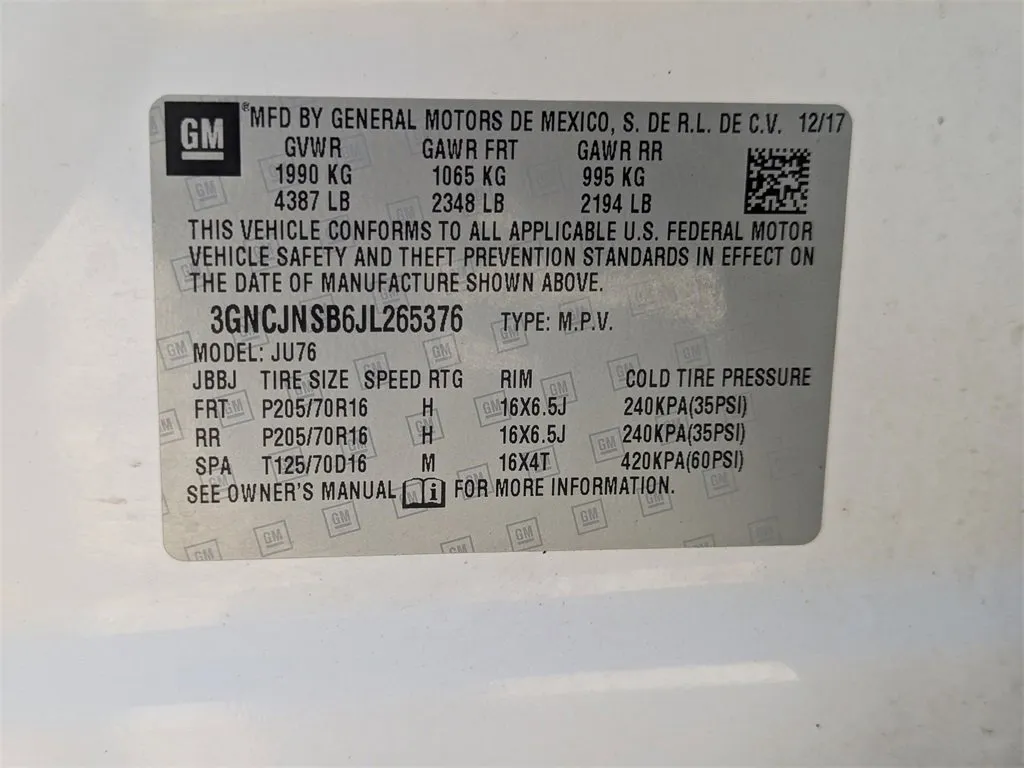 GM
® MFD BY GENERAL MOTORS DE MEXICO, S. DE R.L. DE C.V. 12/17
GVWR GAWR FRT GAWR RR
1990 KG 1065 KG 995 KG
4387 LB 2348 LB 2194 LB
THIS VEHICLE CONFORMS TO ALL APPLICABLE U.S. FEDERAL MOTOR
VEHICLE SAFETY AND THEFT PREVENTION STANDARDS IN EFFECT ON
THE DATE OF MANUFACTURE SHOWN ABOVE.
3GNCJNSB6JL265376 TYPE: M.P.V.
MODEL: JU76
JBBJ TIRE SIZE SPEED RTG RIM COLD TIRE PRESSURE
FRT P205/70R16 H 16X6.5J 240KPA(35PSI)
RR P205/70R16 H 16X6.5J 240KPA(35PSI)
SPA T125/70D16 M 16X4T 420KPA(60PSI)
SEE OWNER'S MANUAL i FOR MORE INFORMATION.